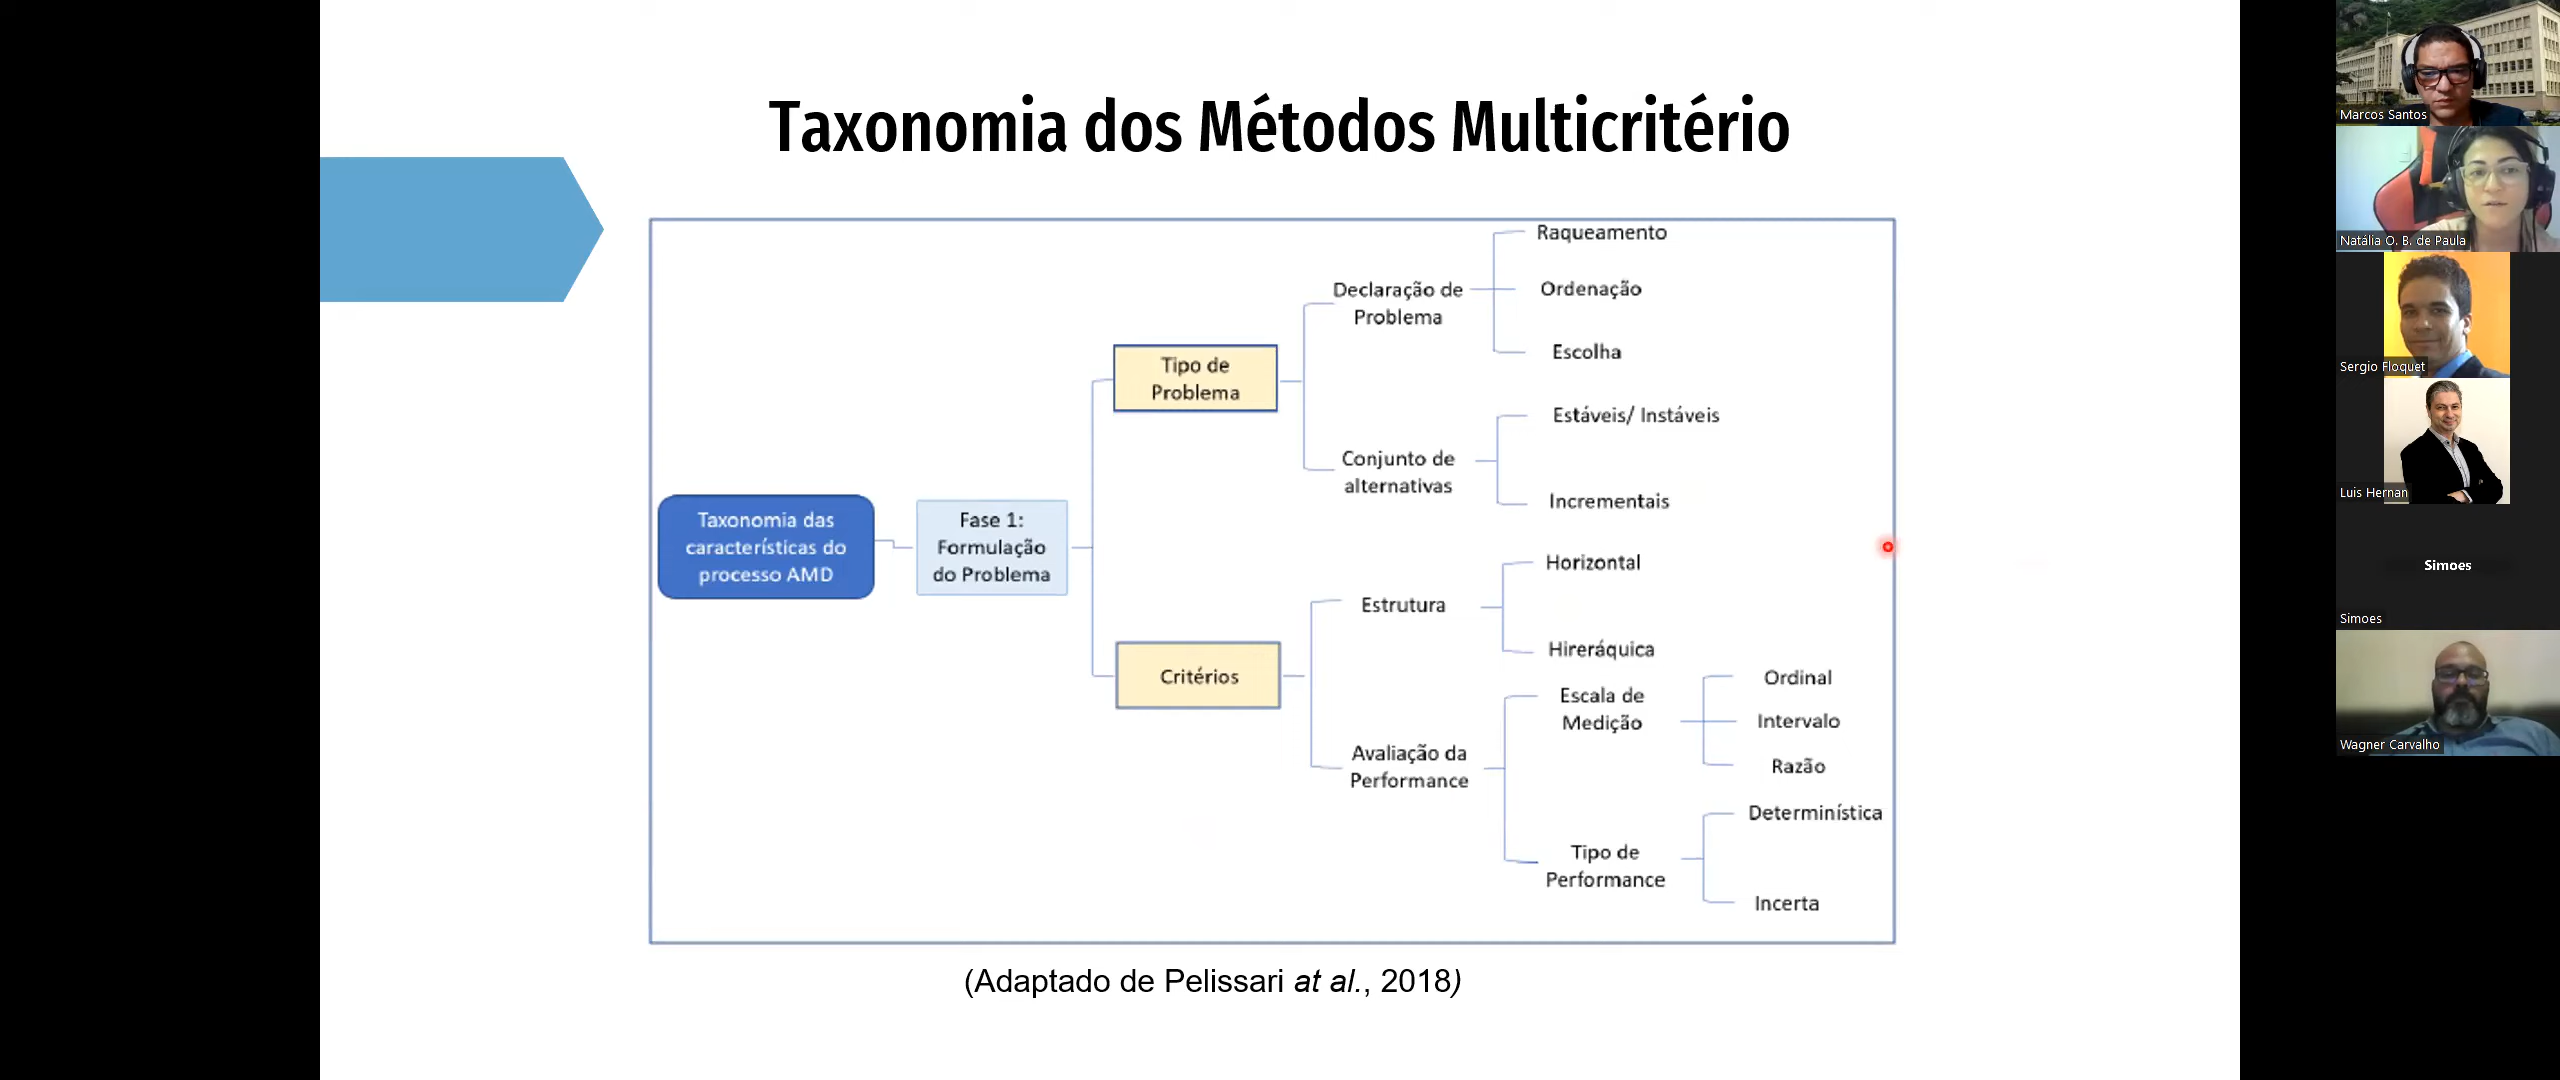 Taxonomia dos Métodos Multicritério
Raqueamento
Declaração de
Problema
Ordenação
Escolha
Tipo de
Problema
Estáveis/ Instáveis
Conjunto de
alternativas
Incrementais
Taxonomia das
características do
processo AMD
Fase 1:
Formulação
do Problema
Horizontal
Estrutura
Hireráquica
Critérios
Escala de
Medição
Ordinal
Intervalo
Razão
Avaliação da
Performance
Determinística
Tipo de
Performance
Incerta
(Adaptado de Pelissari at al., 2018)
Marcos Santos
Natália O. B. de Paula
Sergio Floquet
Luis Hernan
Simoes
Simoes
Wagner Carvalho